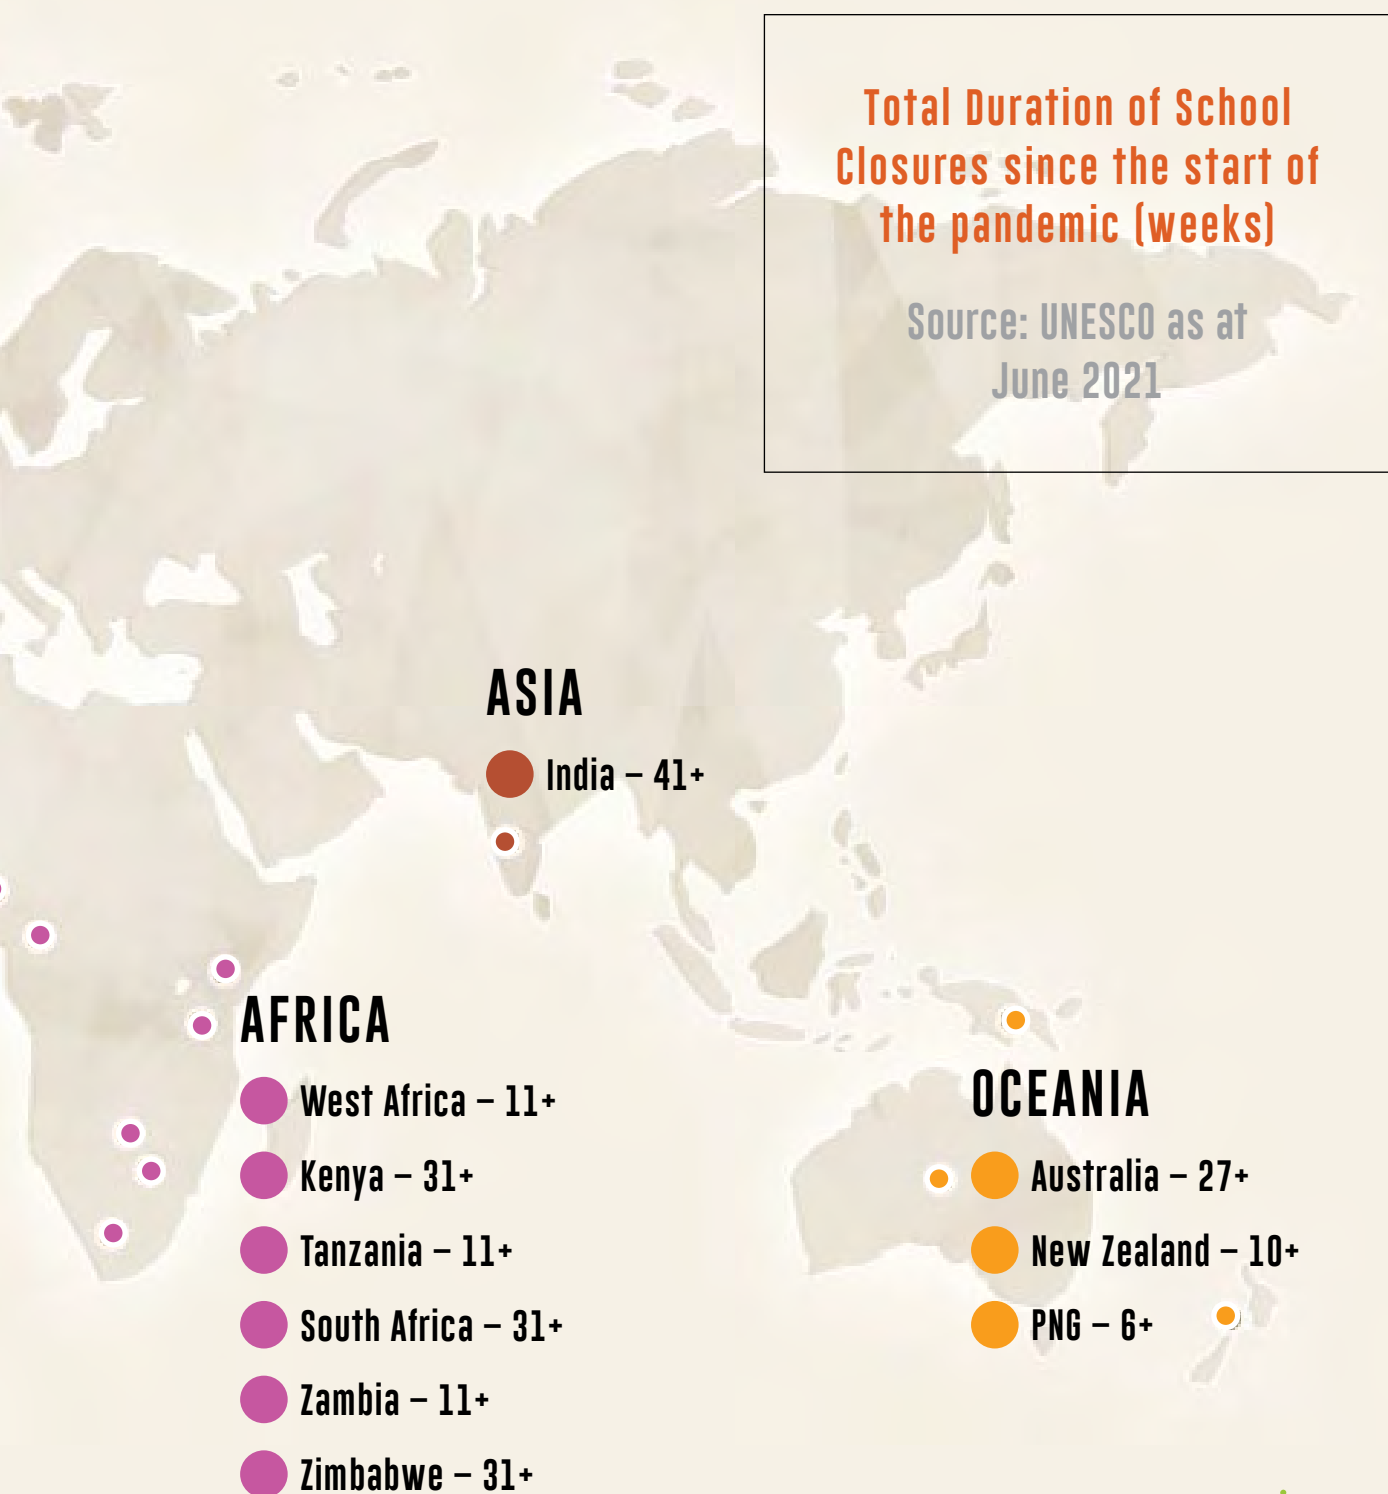 Total Duration of School
Closures since the start of
the pandemic (weeks)
Source: UNESCO as at
June 2021
ASIA
India – 41+
AFRICA
West Africa – 11+
Kenya – 31+
Tanzania – 11+
South Africa – 31+
Zambia – 11+
Zimbabwe – 31+
OCEANIA
Australia – 27+
New Zealand – 10+
PNG – 6+